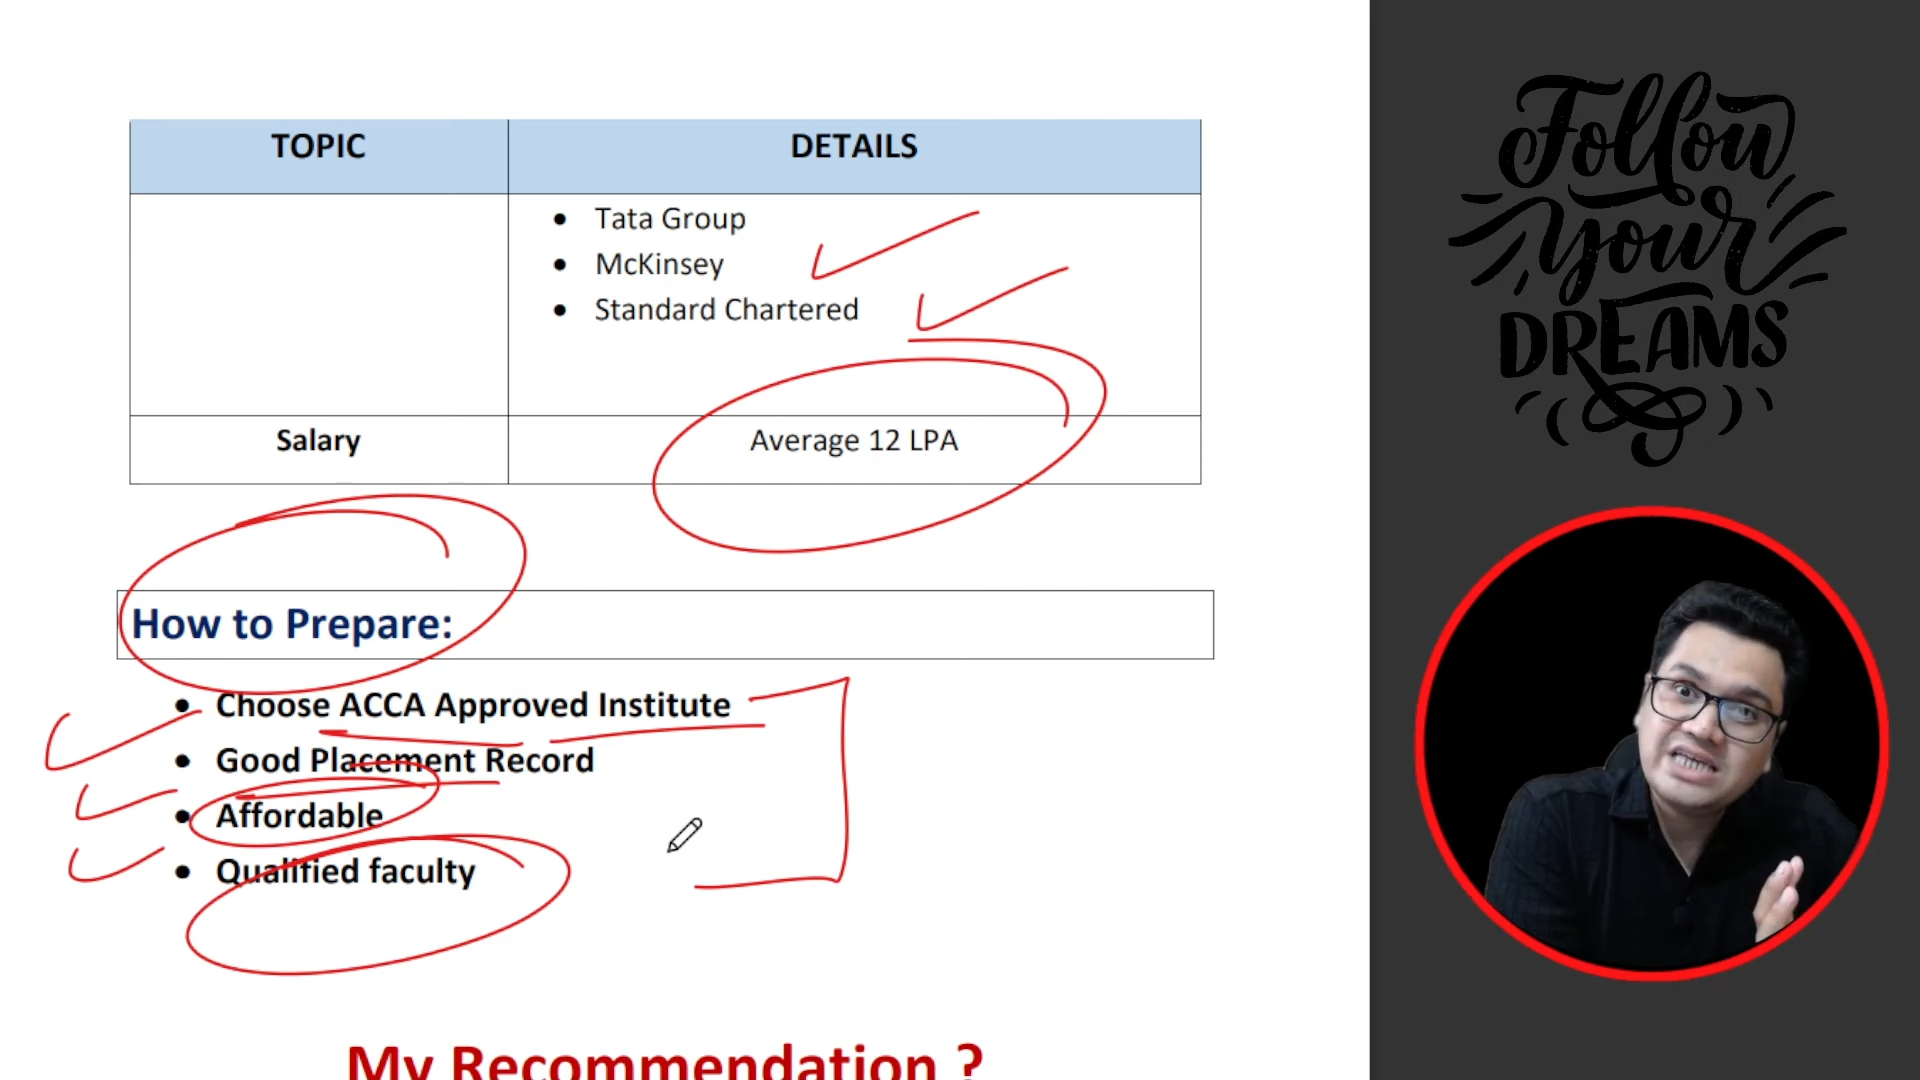 TOPIC DETAILS
• Tata Group
• McKinsey
• Standard Chartered
Salary Average 12 LPA
How to Prepare:
• Choose ACCA Approved Institute
• Good Placement Record
• Affordable
• Qualified faculty
My Recommendation ?
Follow
your
DREAMS